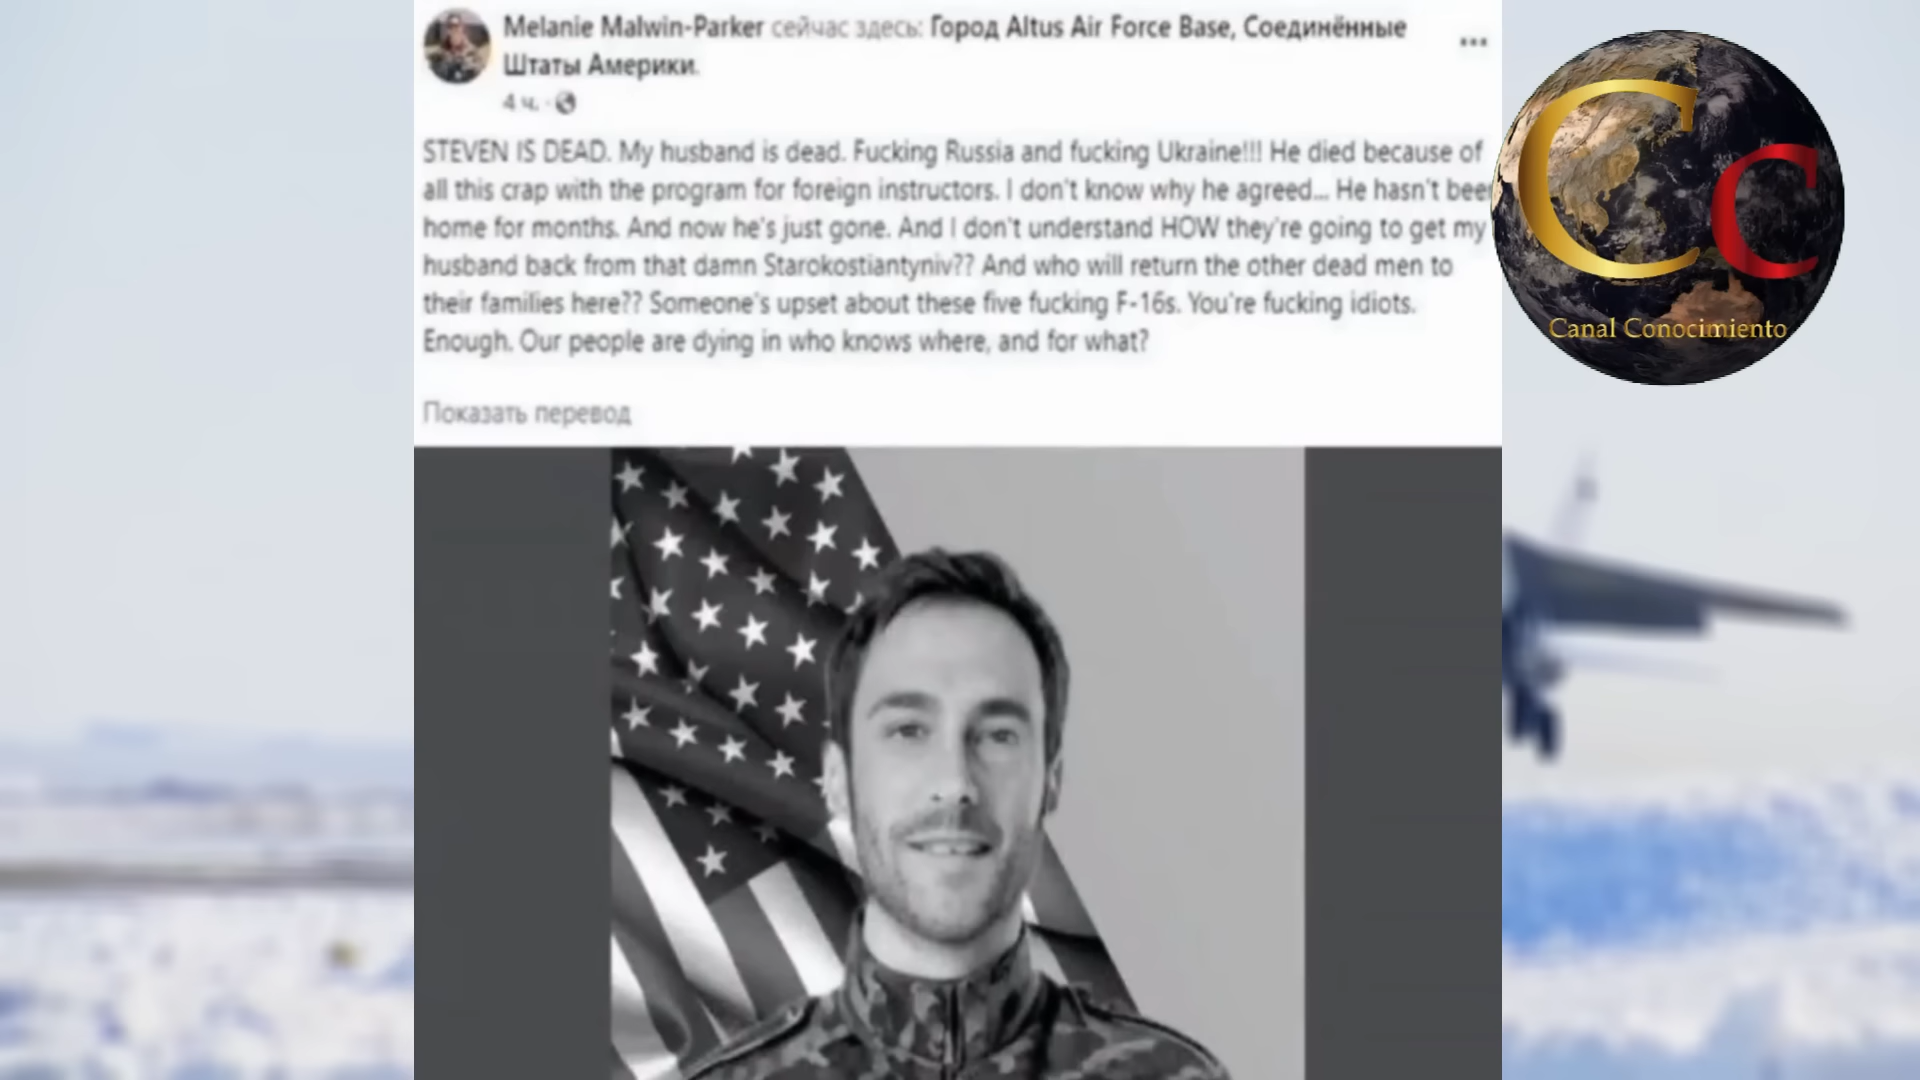 Melanie Malwin-Parker сейчас здесь: Город Altus Air Force Base, Соединённые
Штаты Америки.
4 ч. ·
STEVEN IS DEAD. My husband is dead. Fucking Russia and fucking Ukraine!!! He died because of
all this crap with the program for foreign instructors. I don't know why he agreed... He hasn't been
home for months. And now he's just gone. And I don't understand HOW they're going to get my
husband back from that damn Starokostiantyniv?? And who will return the other dead men to
their families here?? Someone's upset about these five fucking F-16s. You're fucking idiots.
Enough. Our people are dying in who knows where, and for what?
Показать перевод
CC
Canal Conocimiento